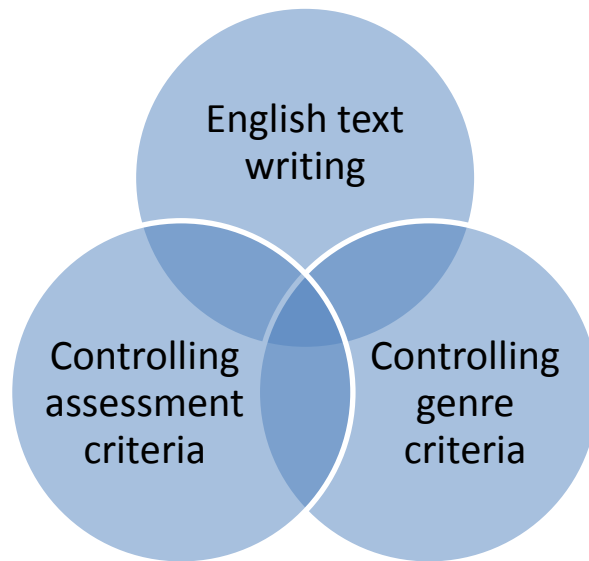 English text
writing
Controlling
assessment
criteria
Controlling
genre
criteria